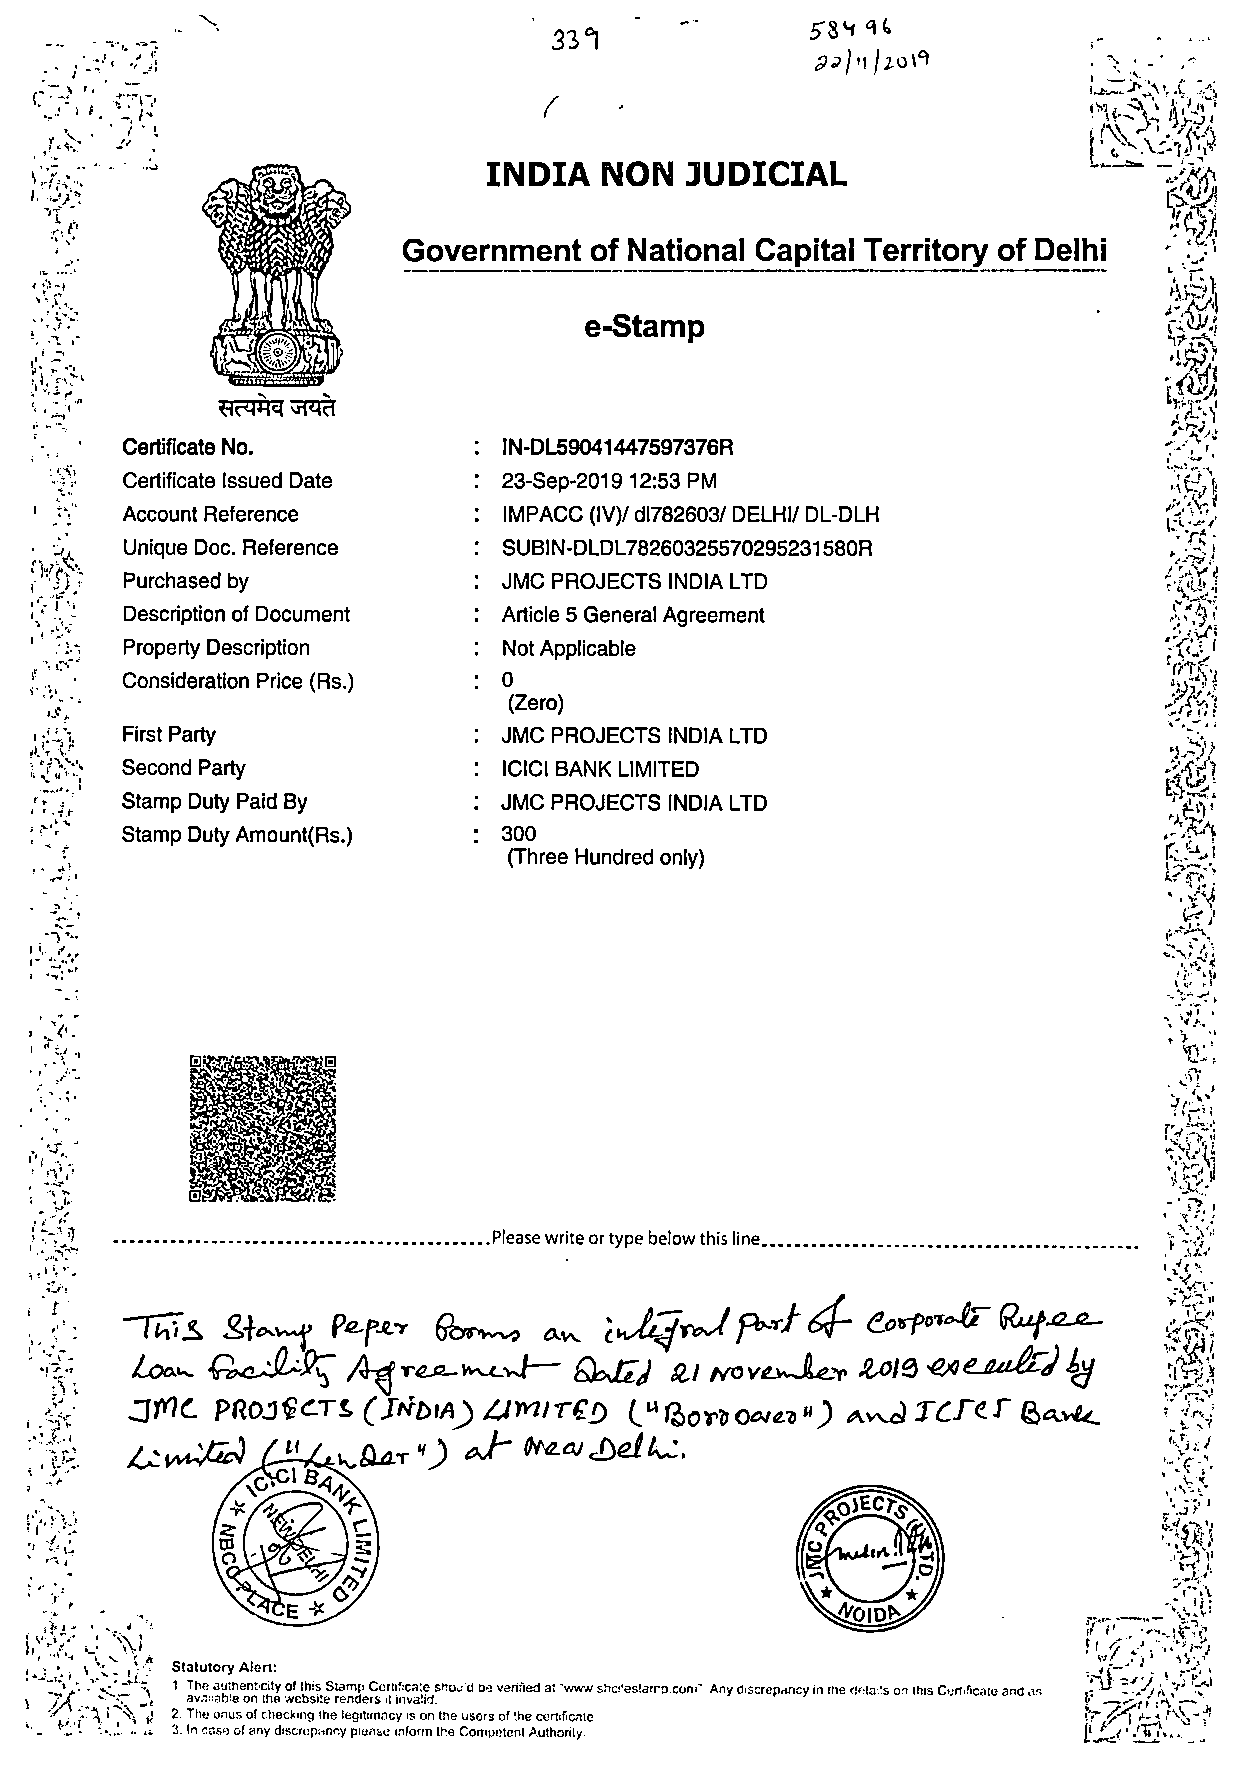 339
58496
22/11/2019
INDIA NON JUDICIAL
Government of National Capital Territory of Delhi
e-Stamp
सत्यमेव जयते
Certificate No. : IN-DL59041447597376R
Certificate Issued Date : 23-Sep-2019 12:53 PM
Account Reference : IMPACC (IV)/ dl782603/ DELHI/ DL-DLH
Unique Doc. Reference : SUBIN-DLDL78260325570295231580R
Purchased by : JMC PROJECTS INDIA LTD
Description of Document : Article 5 General Agreement
Property Description : Not Applicable
Consideration Price (Rs.) : 0
(Zero)
First Party : JMC PROJECTS INDIA LTD
Second Party : ICICI BANK LIMITED
Stamp Duty Paid By : JMC PROJECTS INDIA LTD
Stamp Duty Amount(Rs.) : 300
(Three Hundred only)
Please write or type below this line
This Stamp Peper Forms an integral part of Corporate Rupee
Loan Facility Agreement Dated 21 November 2019 executed by
JMC PROJECTS (INDIA) LIMITED ("Borrower") and ICICI Bank
Limited ("Lender") at New Delhi.
ICICI BANK LIMITED
NEW DELHI
NBCC PLACE
JMC PROJECTS LTD.
NOIDA
Statutory Alert:
1. The authenticity of this Stamp Certificate should be verified at "www.shcilestamp.com". Any discrepancy in the details on this Certificate and as
available on the website renders it invalid.
2. The onus of checking the legitimacy is on the users of the certificate
3. In case of any discrepancy please inform the Competent Authority.